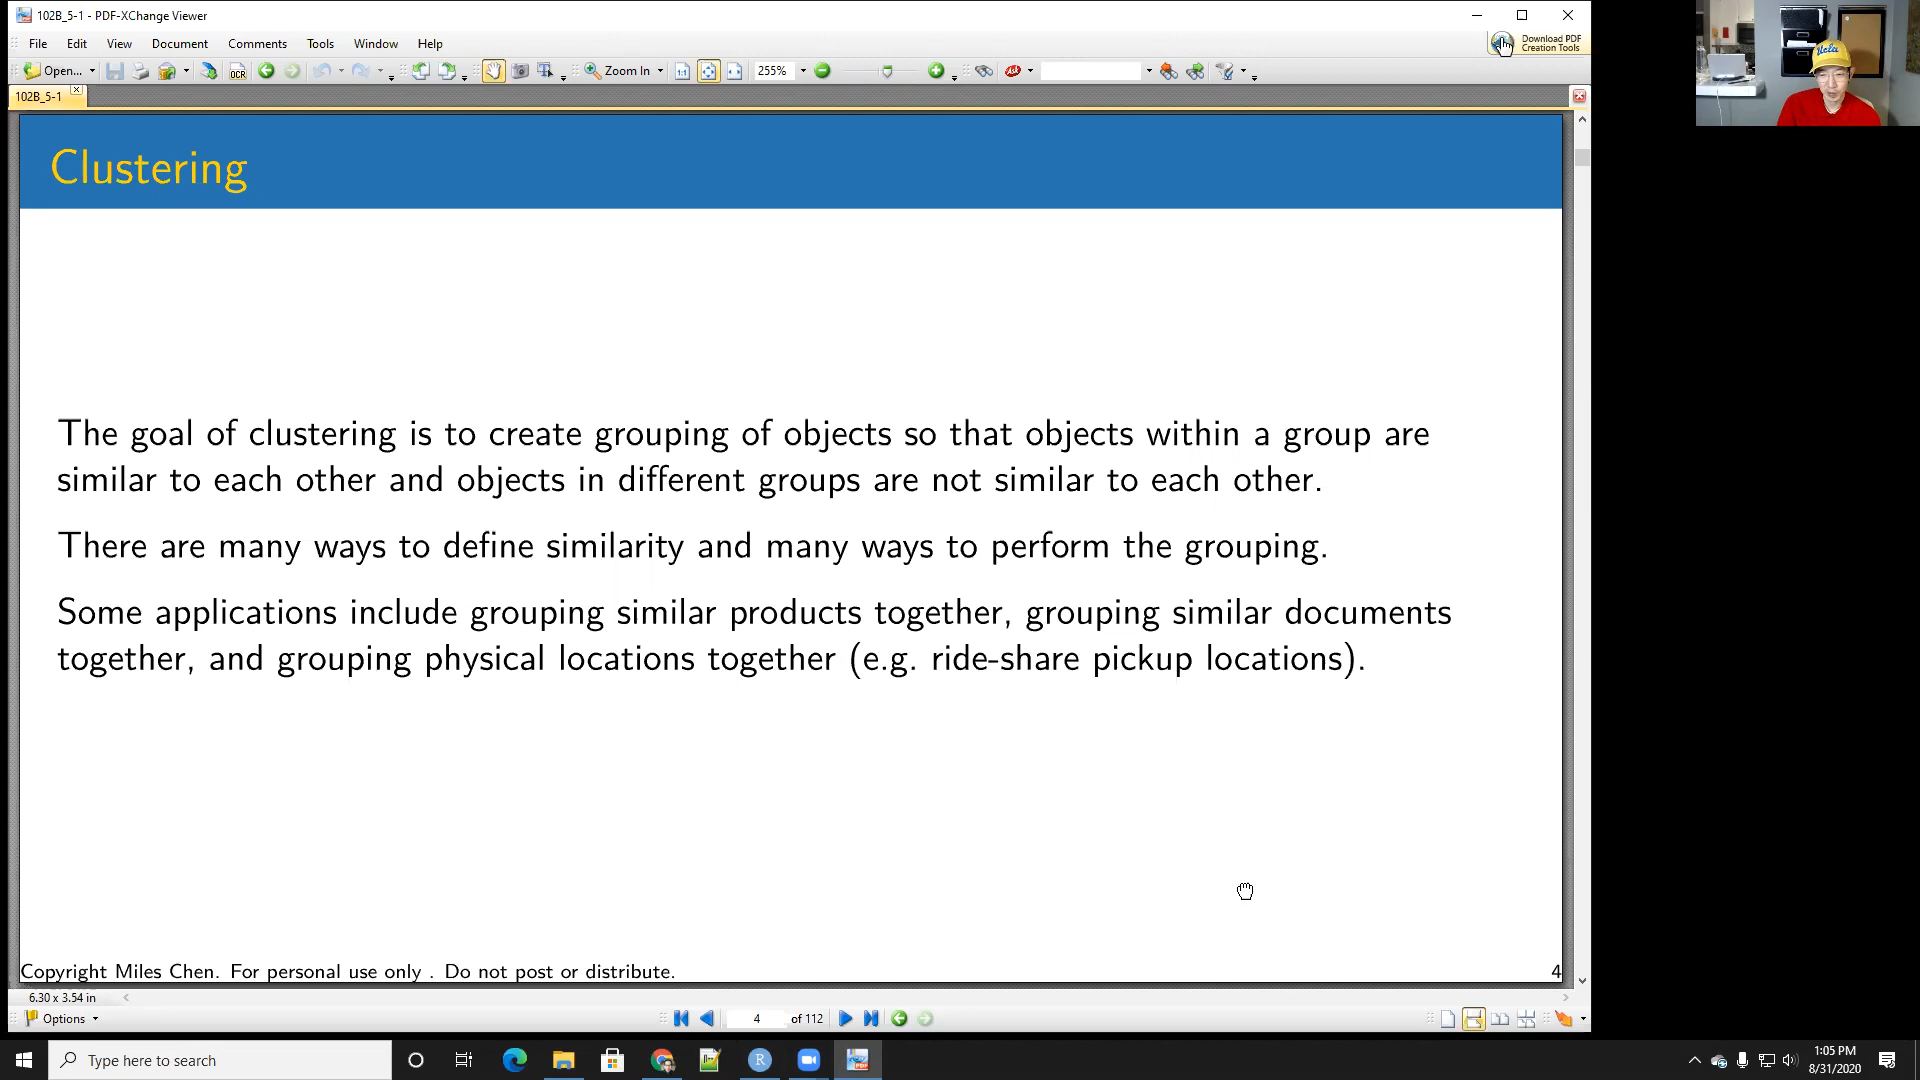 102B_5-1 - PDF-XChange Viewer
File Edit View Document Comments Tools Window Help
Download PDF
Creation Tools
Open... OCR Zoom In 255%
102B_5-1
Clustering
The goal of clustering is to create grouping of objects so that objects within a group are
similar to each other and objects in different groups are not similar to each other.
There are many ways to define similarity and many ways to perform the grouping.
Some applications include grouping similar products together, grouping similar documents
together, and grouping physical locations together (e.g. ride-share pickup locations).
Copyright Miles Chen. For personal use only . Do not post or distribute.
4
6.30 x 3.54 in
Options 4 of 112
Type here to search
1:05 PM
8/31/2020
Ucla